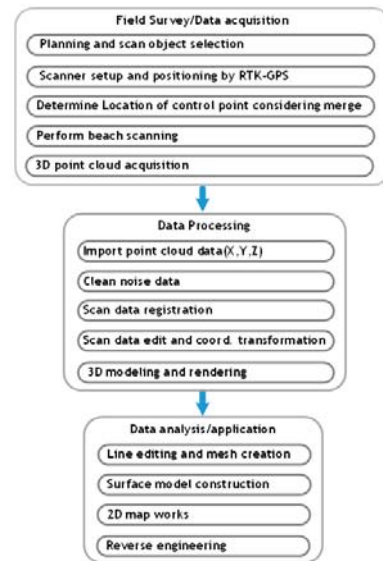 Field Survey/Data acquisition
Planning and scan object selection
Scanner setup and positioning by RTK-GPS
Determine Location of control point considering merge
Perform beach scanning
3D point cloud acquisition
Data Processing
Import point cloud data(X,Y,Z)
Clean noise data
Scan data registration
Scan data edit and coord. transformation
3D modeling and rendering
Data analysis/application
Line editing and mesh creation
Surface model construction
2D map works
Reverse engineering